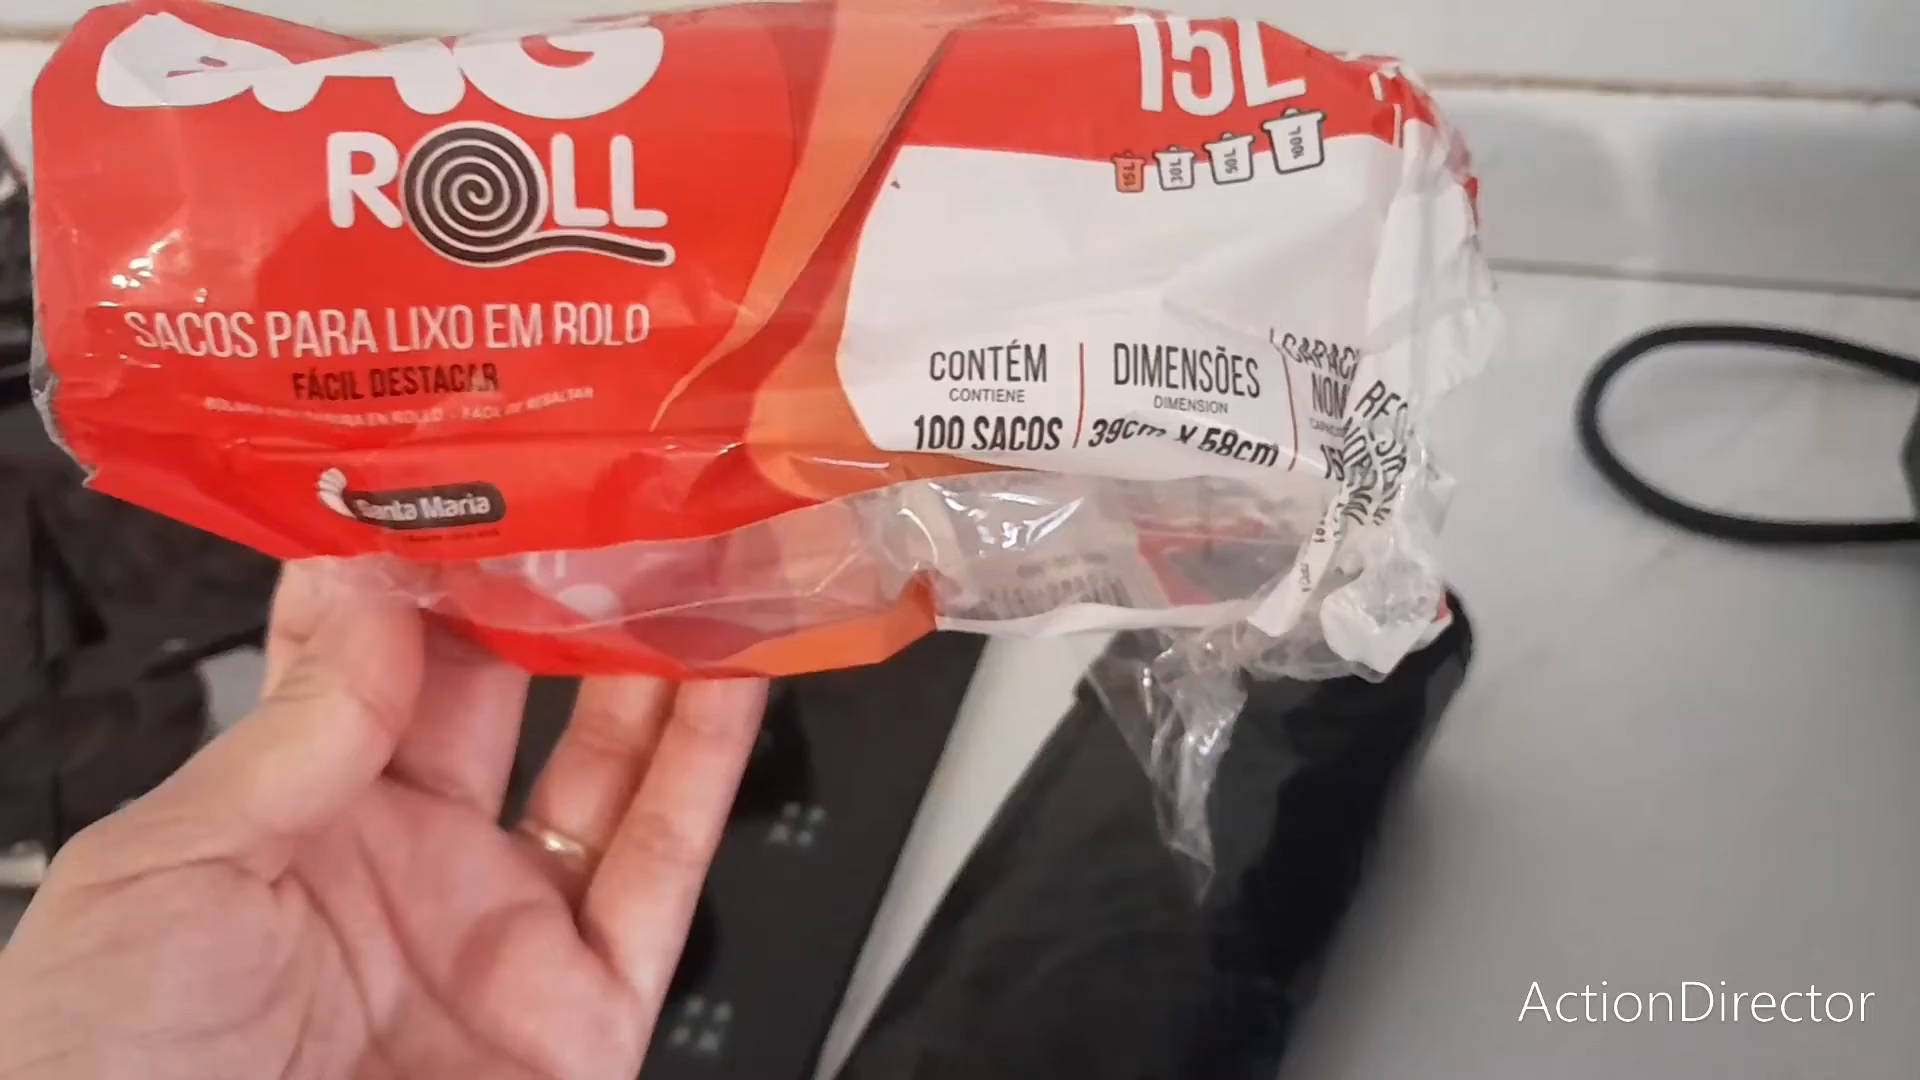 BAG
ROLL
SACOS PARA LIXO EM ROLO
FÁCIL DESTACAR
Santa Maria
15L
15L 30L 50L 100L
CONTÉM
CONTIENE
100 SACOS
DIMENSÕES
DIMENSION
39cm X 58cm
ActionDirector